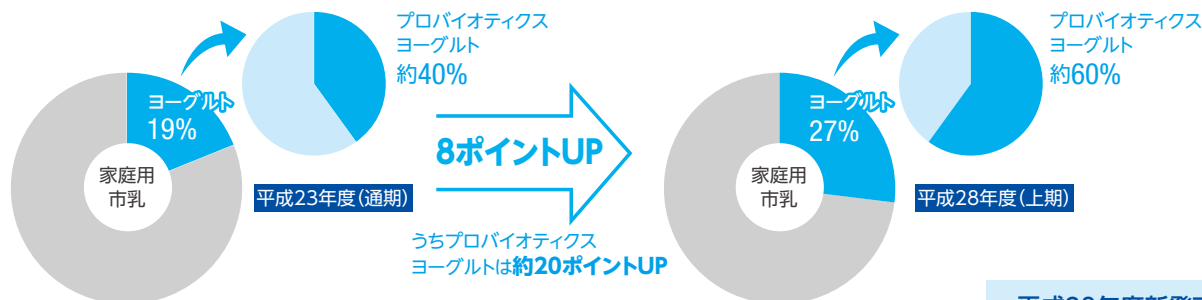 プロバイオティクス
ヨーグルト
約40%
ヨーグルト
19%
家庭用
市乳
平成23年度(通期)
8ポイントUP
うちプロバイオティクス
ヨーグルトは約20ポイントUP
プロバイオティクス
ヨーグルト
約60%
ヨーグルト
27%
家庭用
市乳
平成28年度(上期)